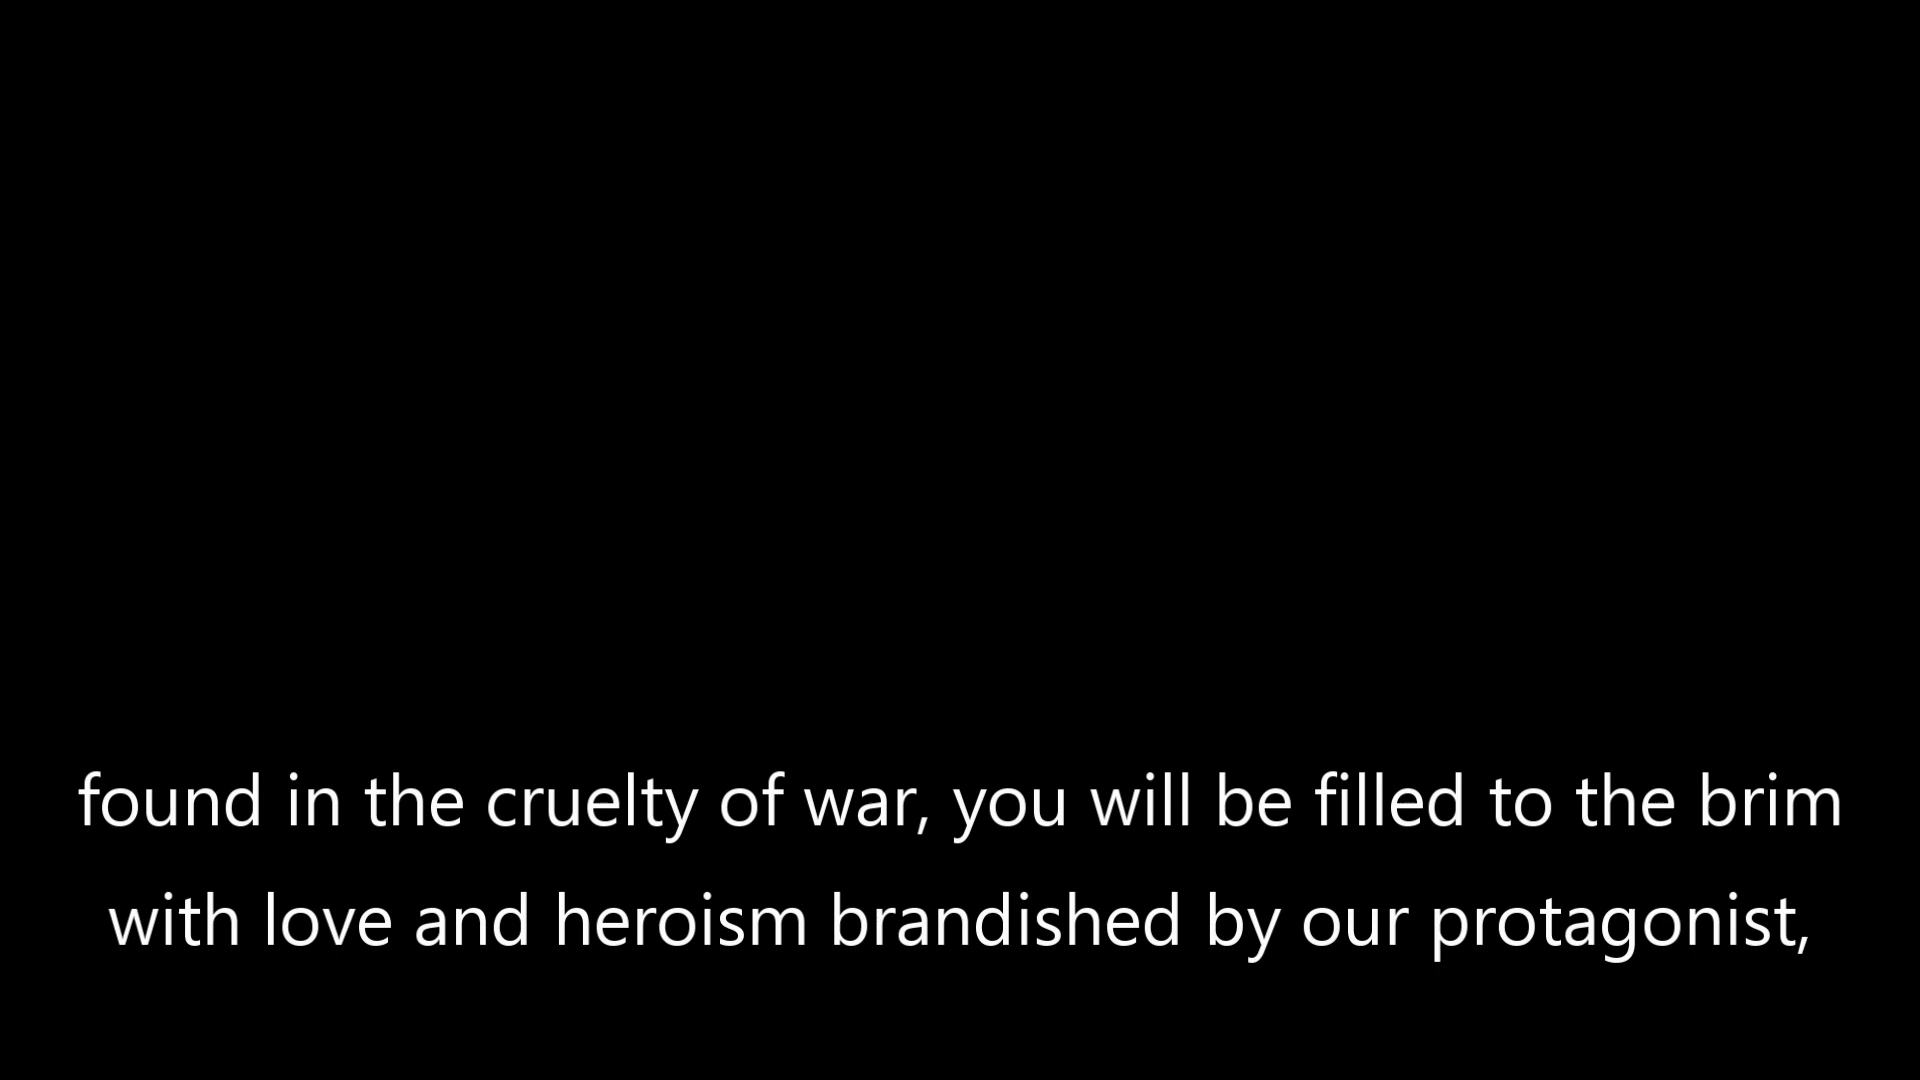 found in the cruelty of war, you will be filled to the brim
with love and heroism brandished by our protagonist,